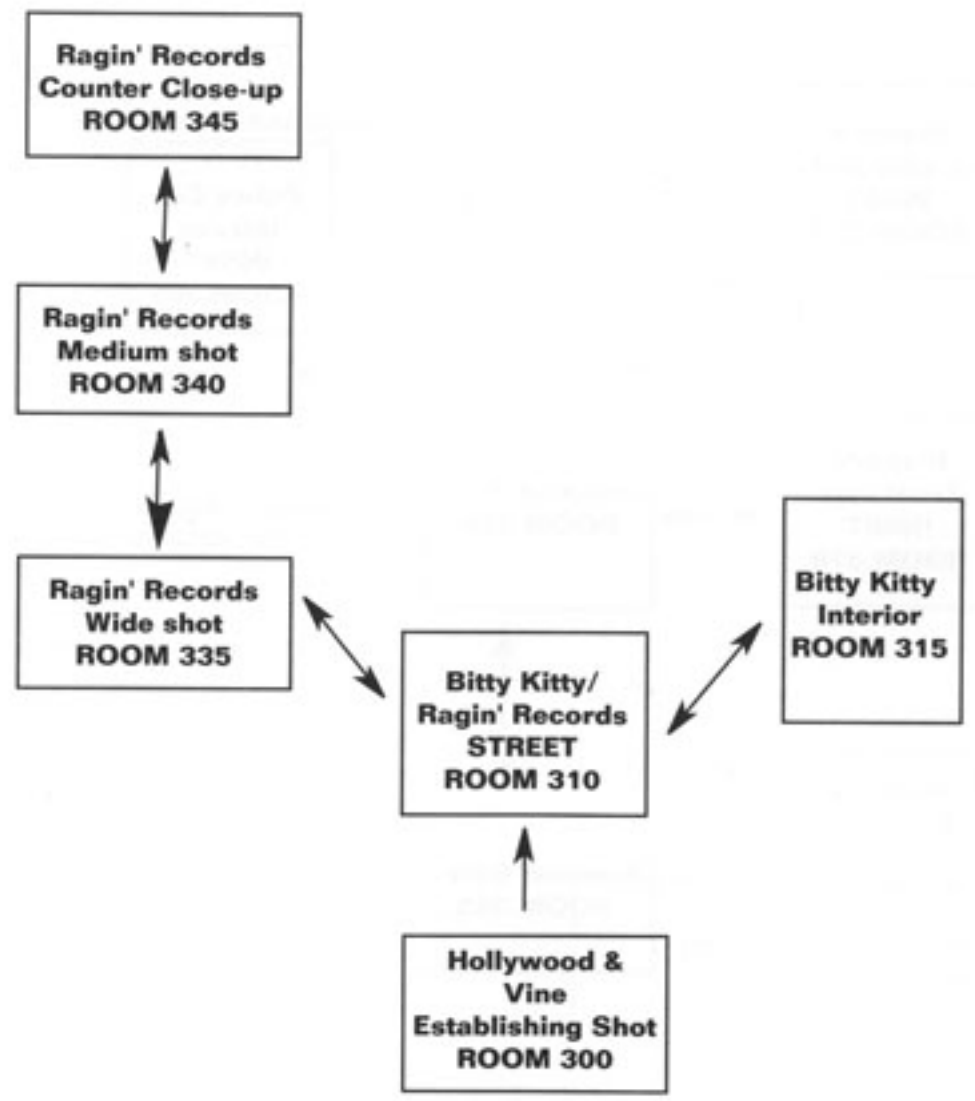 Ragin' Records
Counter Close-up
ROOM 345
Ragin' Records
Medium shot
ROOM 340
Ragin' Records
Wide shot
ROOM 335
Bitty Kitty/
Ragin' Records
STREET
ROOM 310
Bitty Kitty
Interior
ROOM 315
Hollywood &
Vine
Establishing Shot
ROOM 300